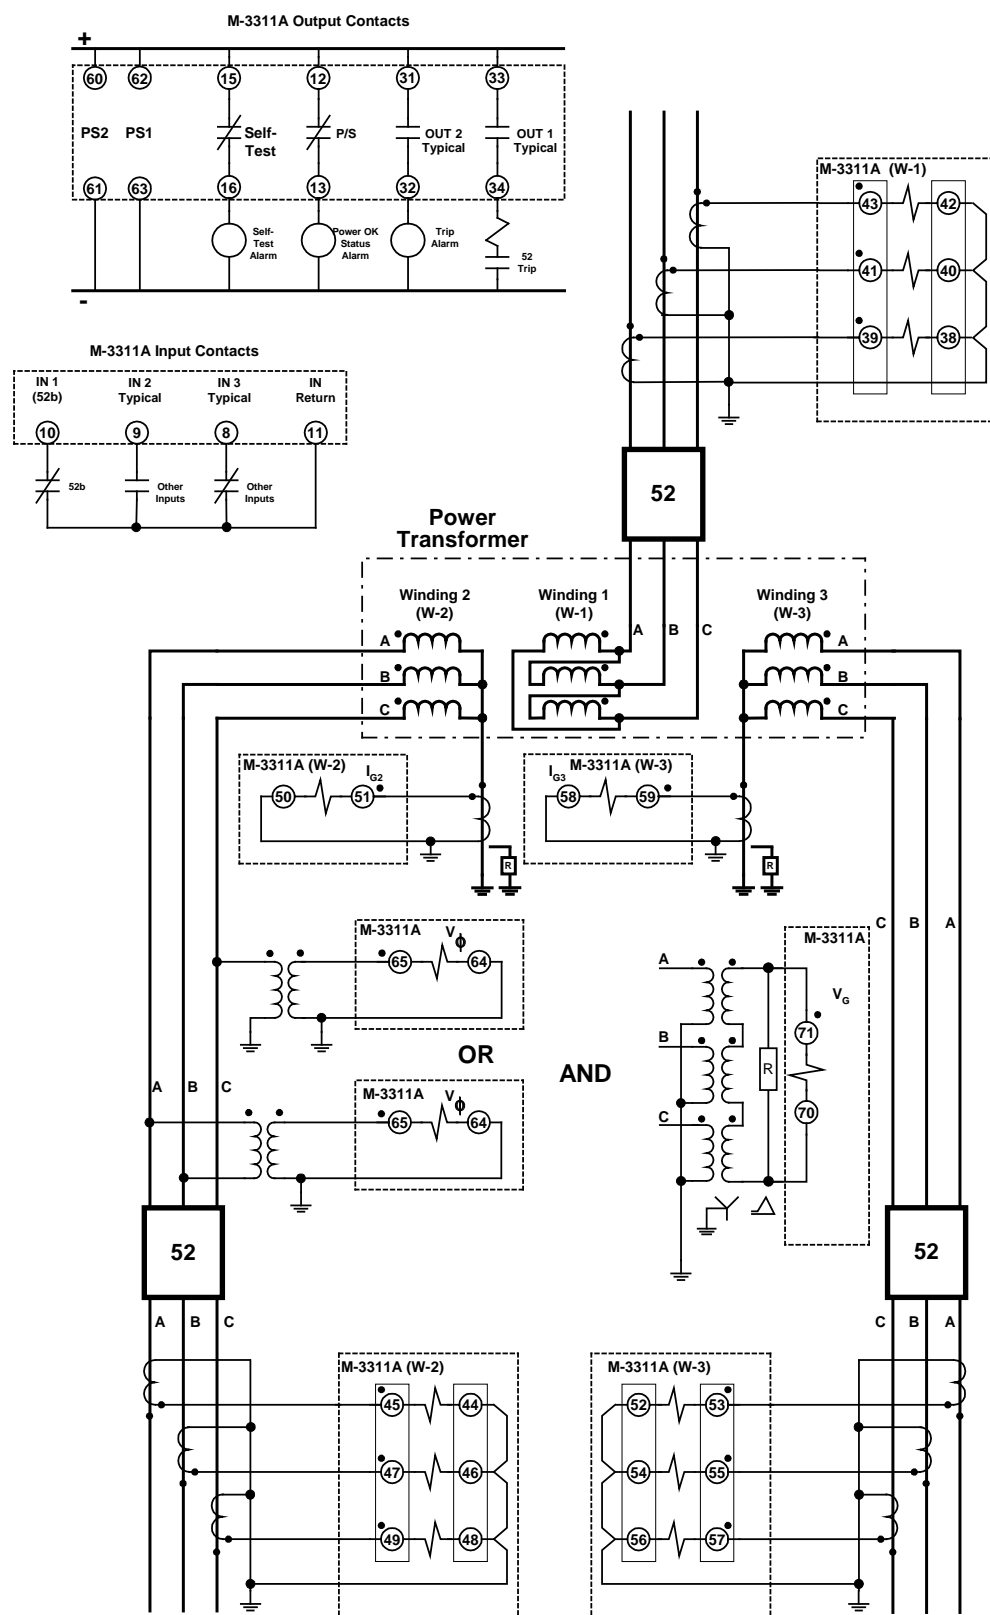 M-3311A Output Contacts
+
60 62 15 12 31 33
PS2 PS1 Self-Test P/S OUT 2 Typical OUT 1 Typical
61 63 16 13 32 34
Self-Test Alarm
Power OK Status Alarm
Trip Alarm
52 Trip
-
M-3311A (W-1)
43 42
41 40
39 38
M-3311A Input Contacts
IN 1 (52b)
IN 2 Typical
IN 3 Typical
IN Return
10 9 8 11
52b
Other Inputs
Other Inputs
52
Power
Transformer
Winding 2
(W-2)
Winding 1
(W-1)
Winding 3
(W-3)
A B C
A A
B B
C C
M-3311A (W-2)
IG2
50 51
M-3311A (W-3)
IG3
58 59
R R
C B A
M-3311A Vϕ
65 64
OR
AND
A B C
M-3311A Vϕ
65 64
M-3311A
VG
A
71
B
R
70
C
52 52
A B C
C B A
M-3311A (W-2)
45 44
47 46
49 48
M-3311A (W-3)
52 53
54 55
56 57